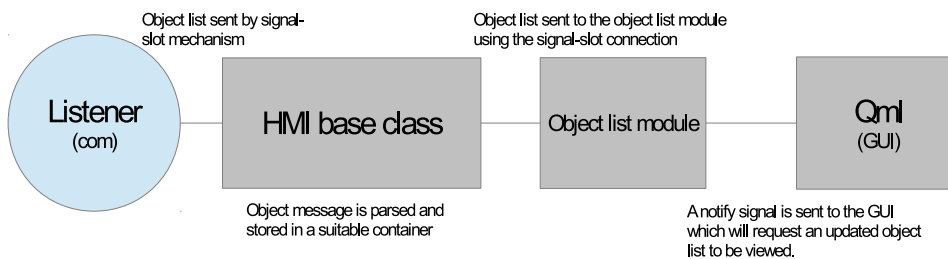 Object list sent by signal-
slot mechanism
Object list sent to the object list module
using the signal-slot connection
Listener
(com)
HMI base class
Object list module
Qml
(GUI)
Object message is parsed and
stored in a suitable container
A notify signal is sent to the GUI
which will request an updated object
list to be viewed.